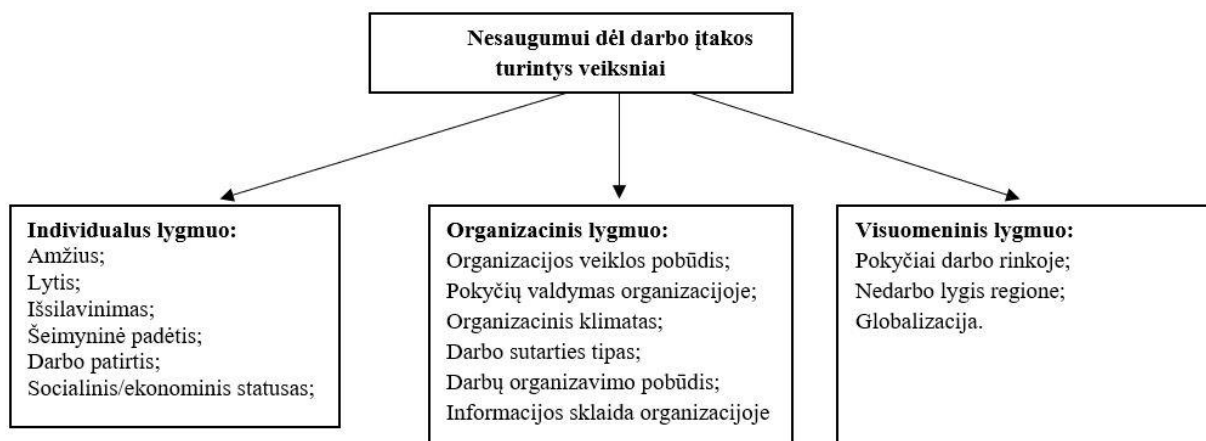 Nesaugumui dėl darbo įtakos
turintys veiksniai
Individualus lygmuo:
Amžius;
Lytis;
Išsilavinimas;
Šeimyninė padėtis;
Darbo patirtis;
Socialinis/ekonominis statusas;
Organizacinis lygmuo:
Organizacijos veiklos pobūdis;
Pokyčių valdymas organizacijoje;
Organizacinis klimatas;
Darbo sutarties tipas;
Darbų organizavimo pobūdis;
Informacijos sklaida organizacijoje
Visuomeninis lygmuo:
Pokyčiai darbo rinkoje;
Nedarbo lygis regione;
Globalizacija.